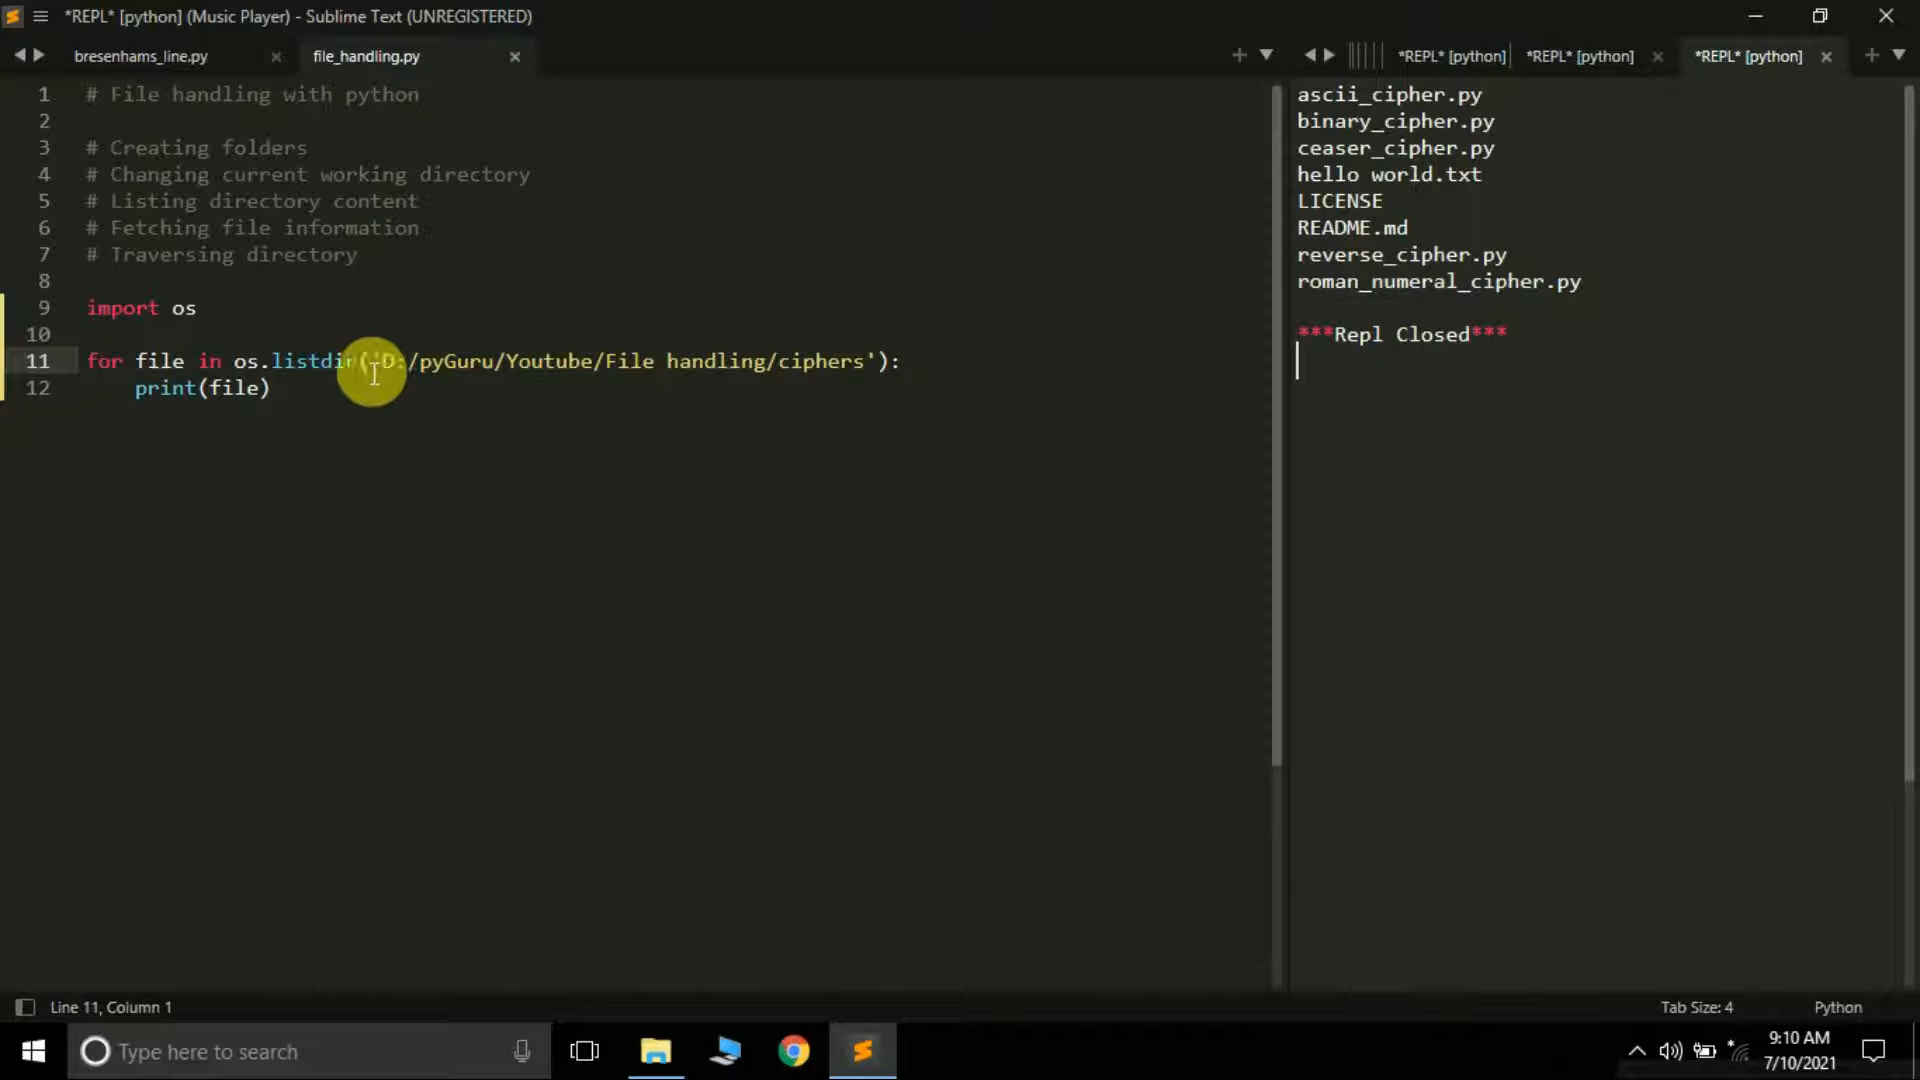 *REPL* [python] (Music Player) - Sublime Text (UNREGISTERED)
bresenhams_line.py
file_handling.py
*REPL* [python]
*REPL* [python]
*REPL* [python]
1 # File handling with python
2
3 # Creating folders
4 # Changing current working directory
5 # Listing directory content
6 # Fetching file information
7 # Traversing directory
8
9 import os
10
11 for file in os.listdir('D:/pyGuru/Youtube/File handling/ciphers'):
12 print(file)
ascii_cipher.py
binary_cipher.py
ceaser_cipher.py
hello world.txt
LICENSE
README.md
reverse_cipher.py
roman_numeral_cipher.py
***Repl Closed***
Line 11, Column 1
Tab Size: 4
Python
Type here to search
9:10 AM
7/10/2021